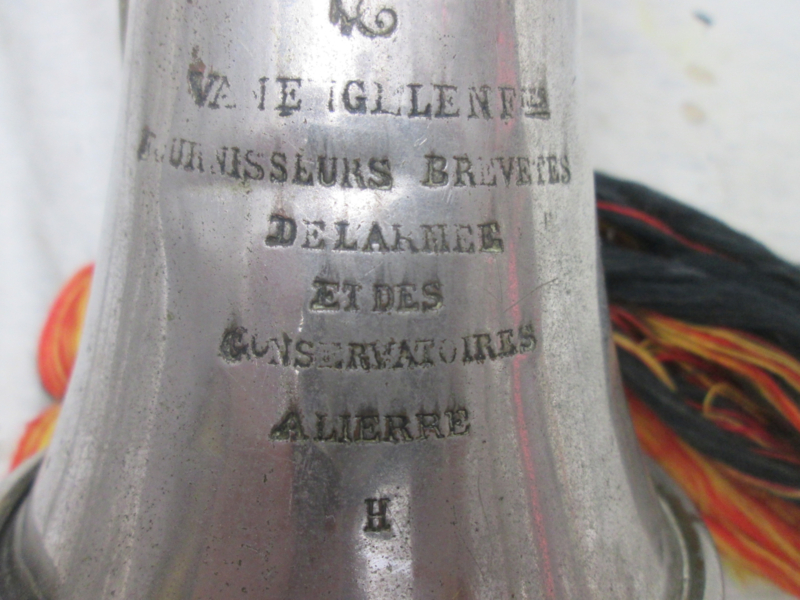 FOURNISSEURS BREVETES
DE L'ARMEE
ET DES
CONSERVATOIRES
A LIERRE
H